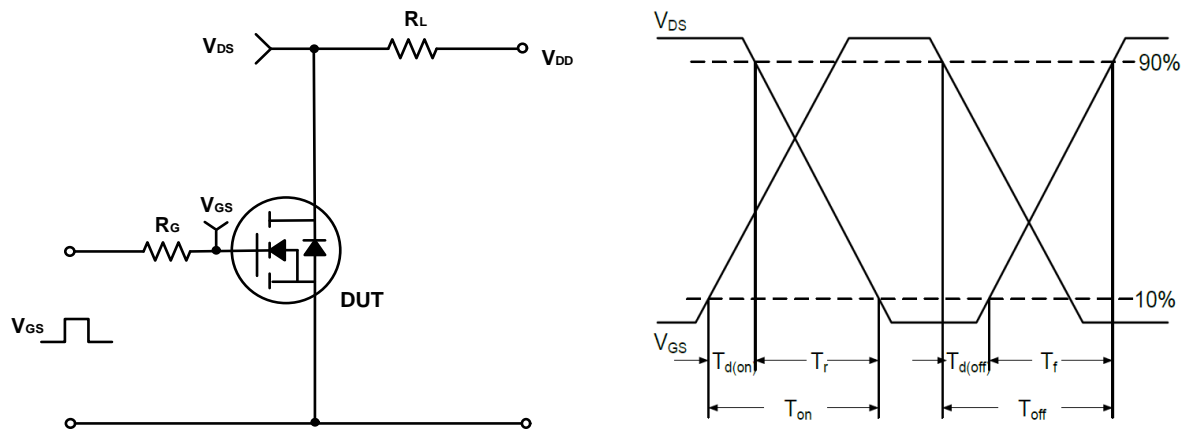 RL
VDS
VDD
VGS
RG
DUT
VGS
VDS
90%
10%
VGS
Td(on)
Tr
Td(off)
Tf
Ton
Toff